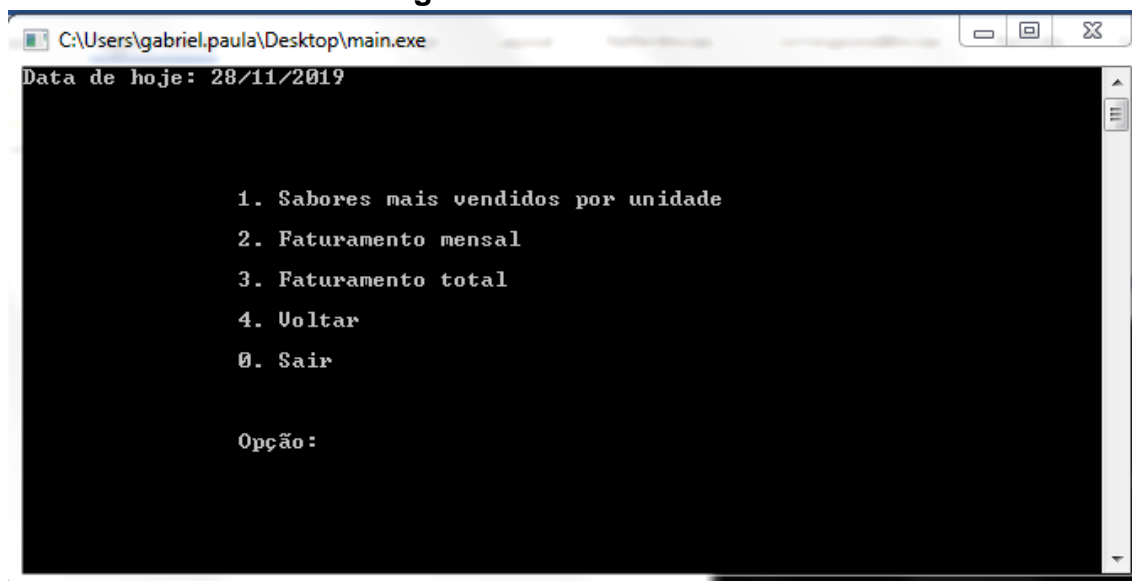 C:\Users\gabriel.paula\Desktop\main.exe
Data de hoje: 28/11/2019
1. Sabores mais vendidos por unidade
2. Faturamento mensal
3. Faturamento total
4. Voltar
0. Sair
Opção: